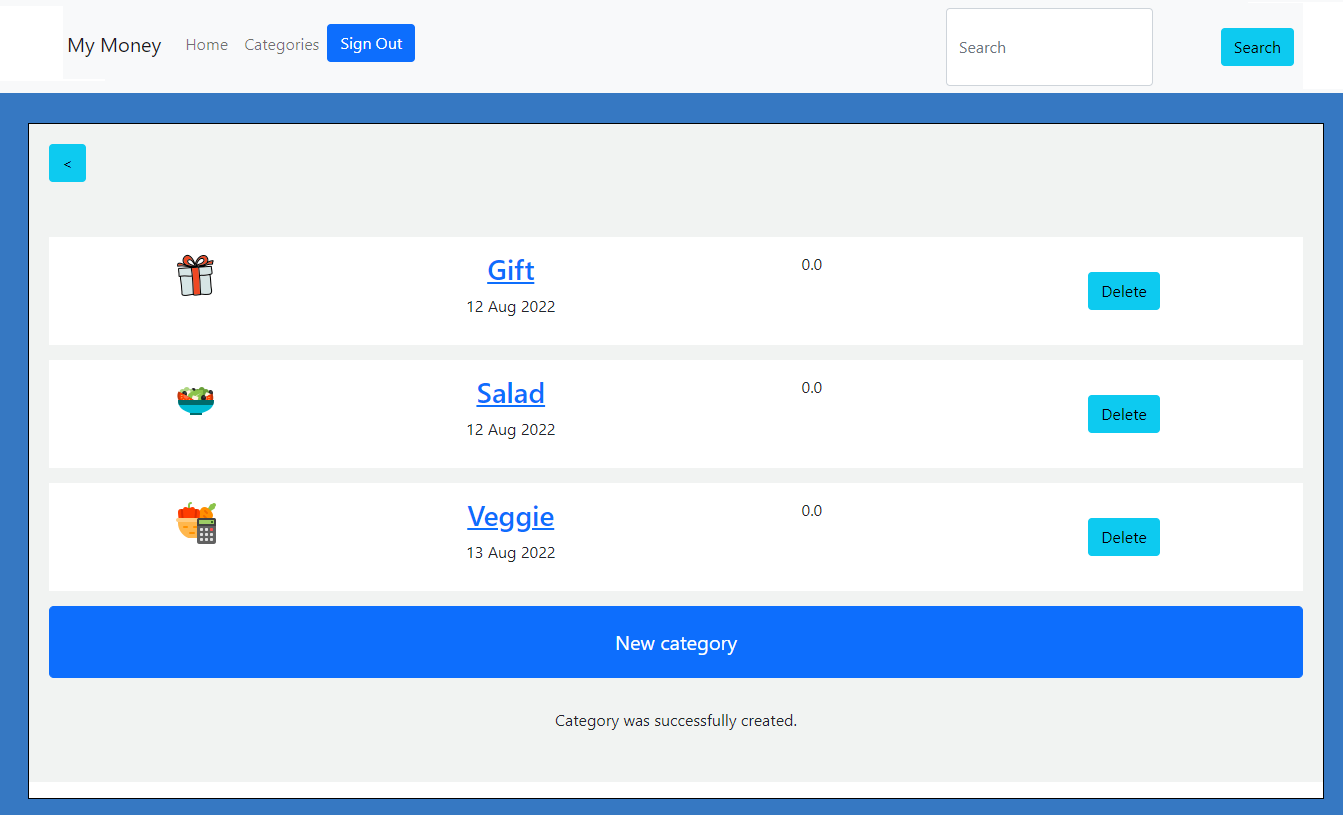 My Money Home Categories Sign Out Search Search
<
Gift 0.0
12 Aug 2022 Delete
Salad 0.0
12 Aug 2022 Delete
Veggie 0.0
13 Aug 2022 Delete
New category
Category was successfully created.